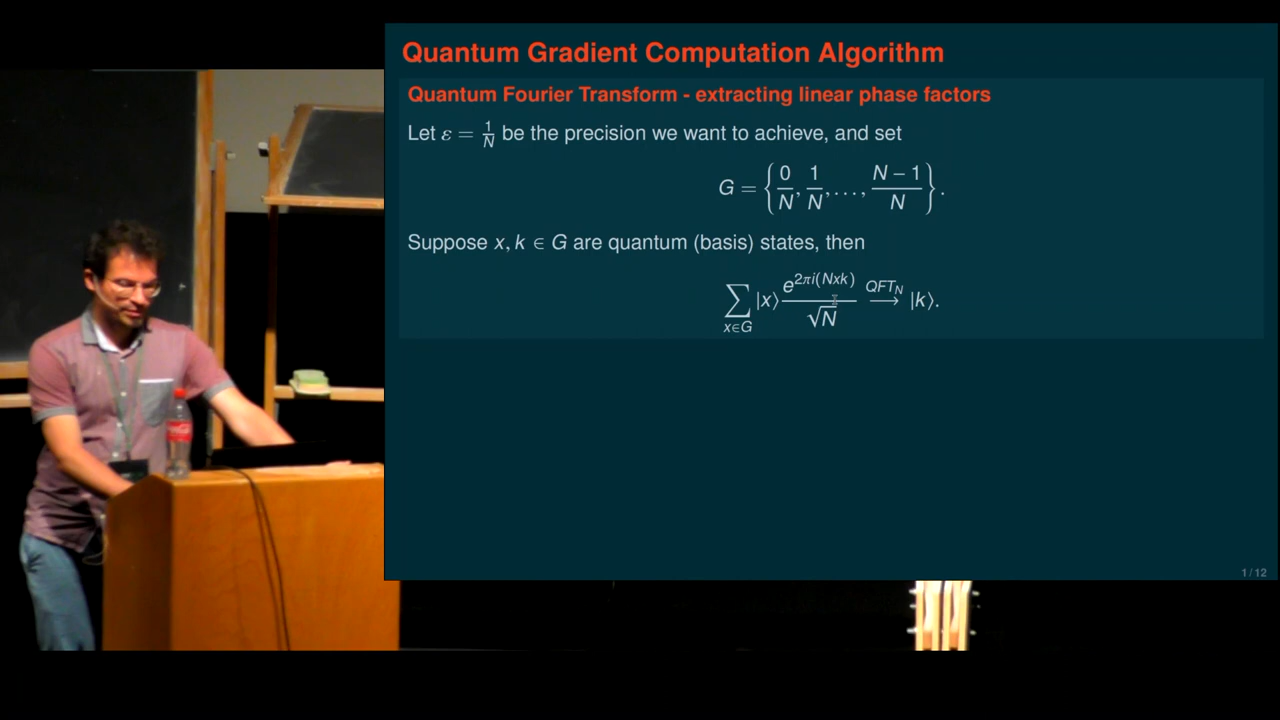 Quantum Gradient Computation Algorithm
Quantum Fourier Transform - extracting linear phase factors
Let ε = 1/N be the precision we want to achieve, and set
G = {0/N, 1/N, ..., N − 1/N}.
Suppose x, k ∈ G are quantum (basis) states, then
∑_{x∈G} |x⟩ e^{2πi(Nxk)}/√N QFT_N ⟶ |k⟩.
1 / 12